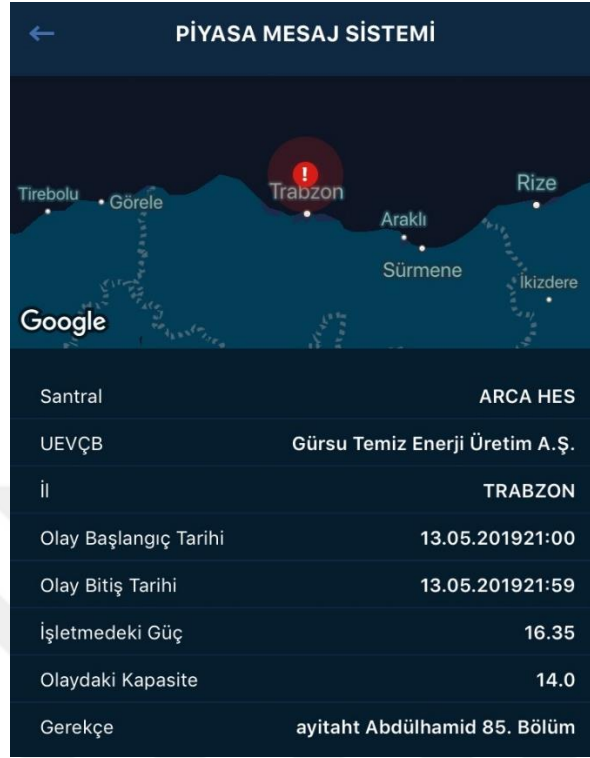 PİYASA MESAJ SİSTEMİ
Tirebolu
Görele
Trabzon
Rize
Araklı
Sürmene
İkizdere
Google
Santral ARCA HES
UEVÇB Gürsu Temiz Enerji Üretim A.Ş.
İl TRABZON
Olay Başlangıç Tarihi 13.05.201921:00
Olay Bitiş Tarihi 13.05.201921:59
İşletmedeki Güç 16.35
Olaydaki Kapasite 14.0
Gerekçe ayitaht Abdülhamid 85. Bölüm